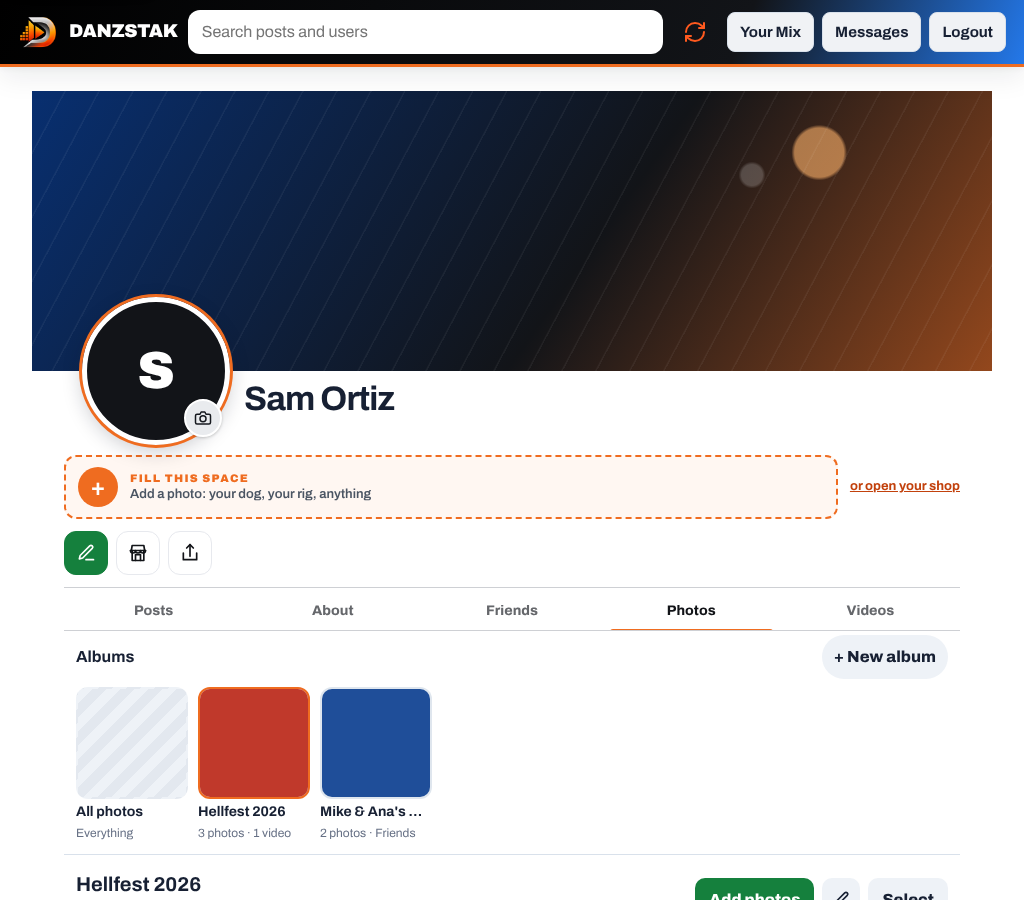 DANZSTAK
Search posts and users
Your Mix
Messages
Logout
S
Sam Ortiz
+
FILL THIS SPACE
Add a photo: your dog, your rig, anything
or open your shop
Posts
About
Friends
Photos
Videos
Albums
+ New album
All photos
Everything
Hellfest 2026
3 photos · 1 video
Mike & Ana's ...
2 photos · Friends
Hellfest 2026
Add photos
Select